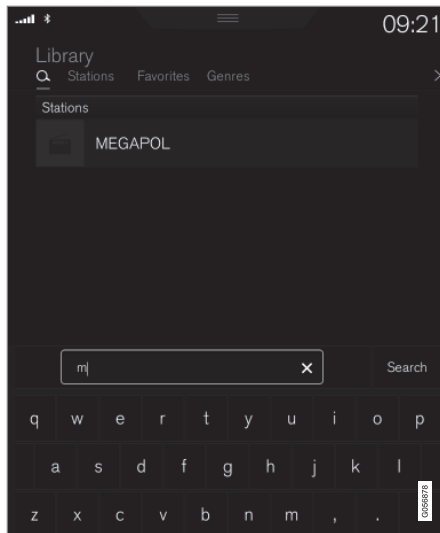 09:21
Library
Stations Favorites Genres
Stations
MEGAPOL
m
Search
q w e r t y u i o p
a s d f g h j k l
z x c v b n m , .
G056878